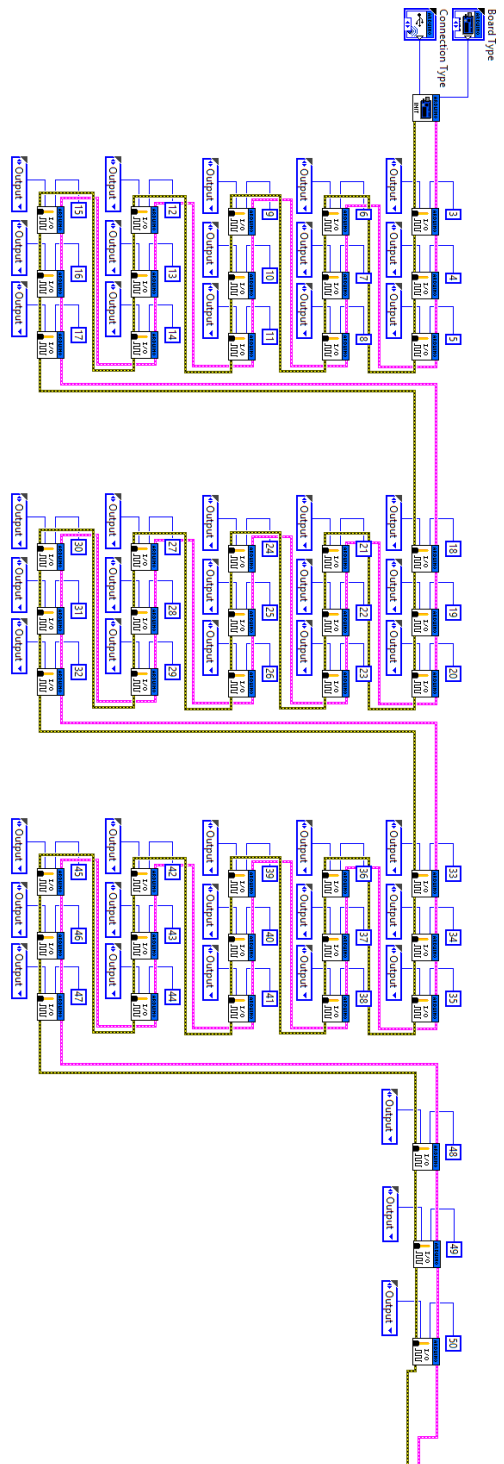 Board Type
Connection Type
INIT
3 4 5
I/O I/O I/O
Output Output Output
6 7 8
I/O I/O I/O
Output Output Output
9 10 11
I/O I/O I/O
Output Output Output
12 13 14
I/O I/O I/O
Output Output Output
15 16 17
I/O I/O I/O
Output Output Output
18 19 20
I/O I/O I/O
Output Output Output
21 22 23
I/O I/O I/O
Output Output Output
24 25 26
I/O I/O I/O
Output Output Output
27 28 29
I/O I/O I/O
Output Output Output
30 31 32
I/O I/O I/O
Output Output Output
33 34 35
I/O I/O I/O
Output Output Output
36 37 38
I/O I/O I/O
Output Output Output
39 40 41
I/O I/O I/O
Output Output Output
42 43 44
I/O I/O I/O
Output Output Output
45 46 47
I/O I/O I/O
Output Output Output
48 49 50
I/O I/O I/O
Output Output Output